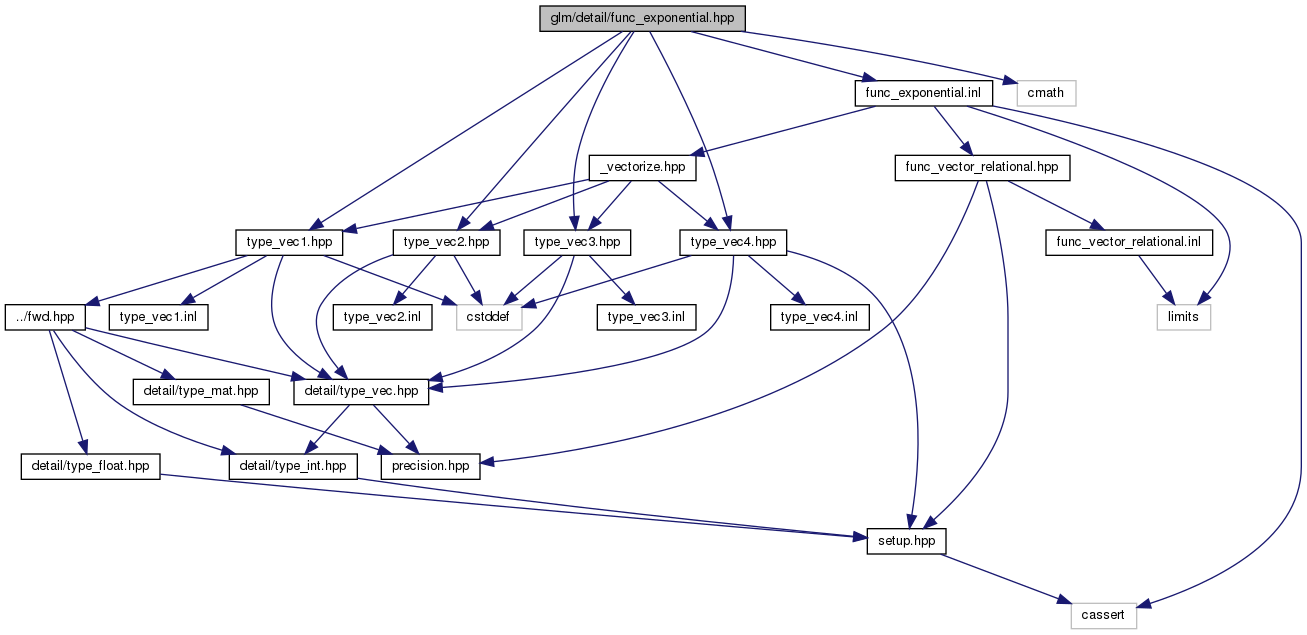 glm/detail/func_exponential.hpp
func_exponential.inl
cmath
_vectorize.hpp
func_vector_relational.hpp
type_vec1.hpp
type_vec2.hpp
type_vec3.hpp
type_vec4.hpp
func_vector_relational.inl
../fwd.hpp
type_vec1.inl
type_vec2.inl
cstddef
type_vec3.inl
type_vec4.inl
limits
detail/type_mat.hpp
detail/type_vec.hpp
detail/type_float.hpp
detail/type_int.hpp
precision.hpp
setup.hpp
cassert